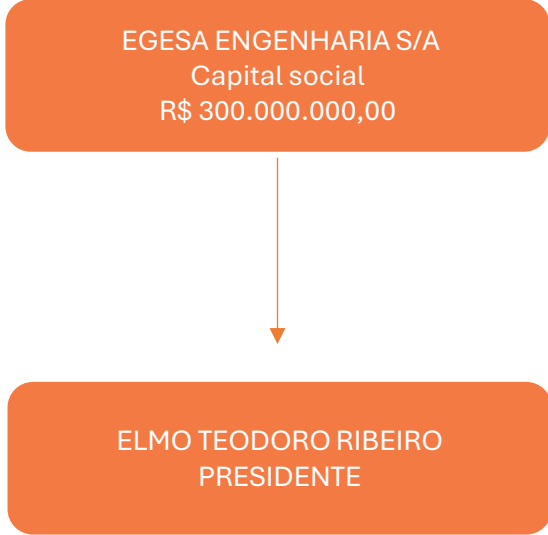 EGESA ENGENHARIA S/A
Capital social
R$ 300.000.000,00
ELMO TEODORO RIBEIRO
PRESIDENTE